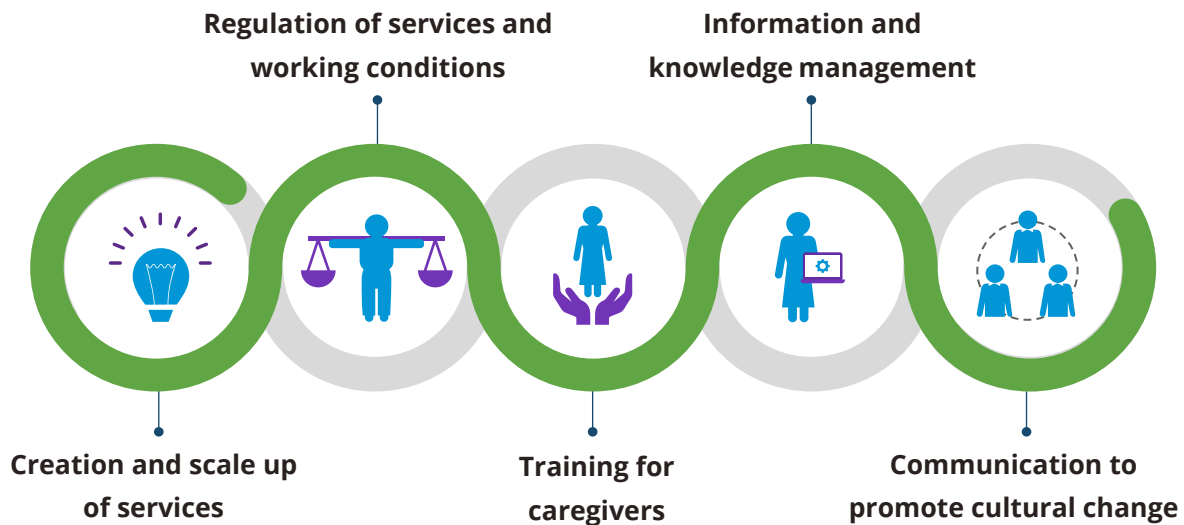 Regulation of services and
working conditions
Information and
knowledge management
Creation and scale up
of services
Training for
caregivers
Communication to
promote cultural change